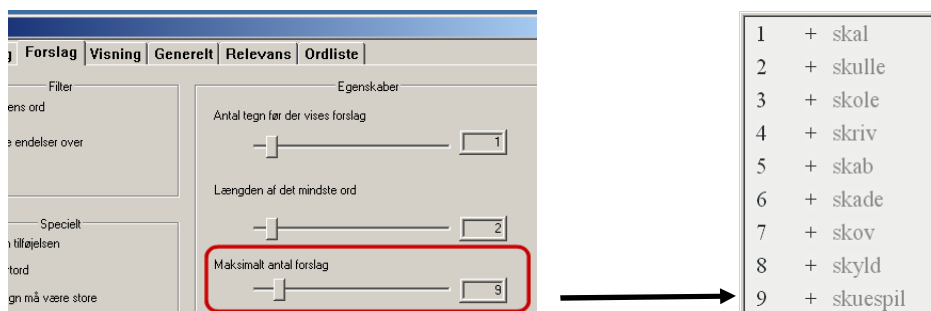 Forslag Visning Generelt Relevans Ordliste
Filter
ens ord
e endelser over
Specielt
tilføjelsen
tord
gn må være store
Egenskaber
Antal tegn før der vises forslag
1
Længden af det mindste ord
2
Maksimalt antal forslag
9
1 + skal
2 + skulle
3 + skole
4 + skriv
5 + skab
6 + skade
7 + skov
8 + skyld
9 + skuespil